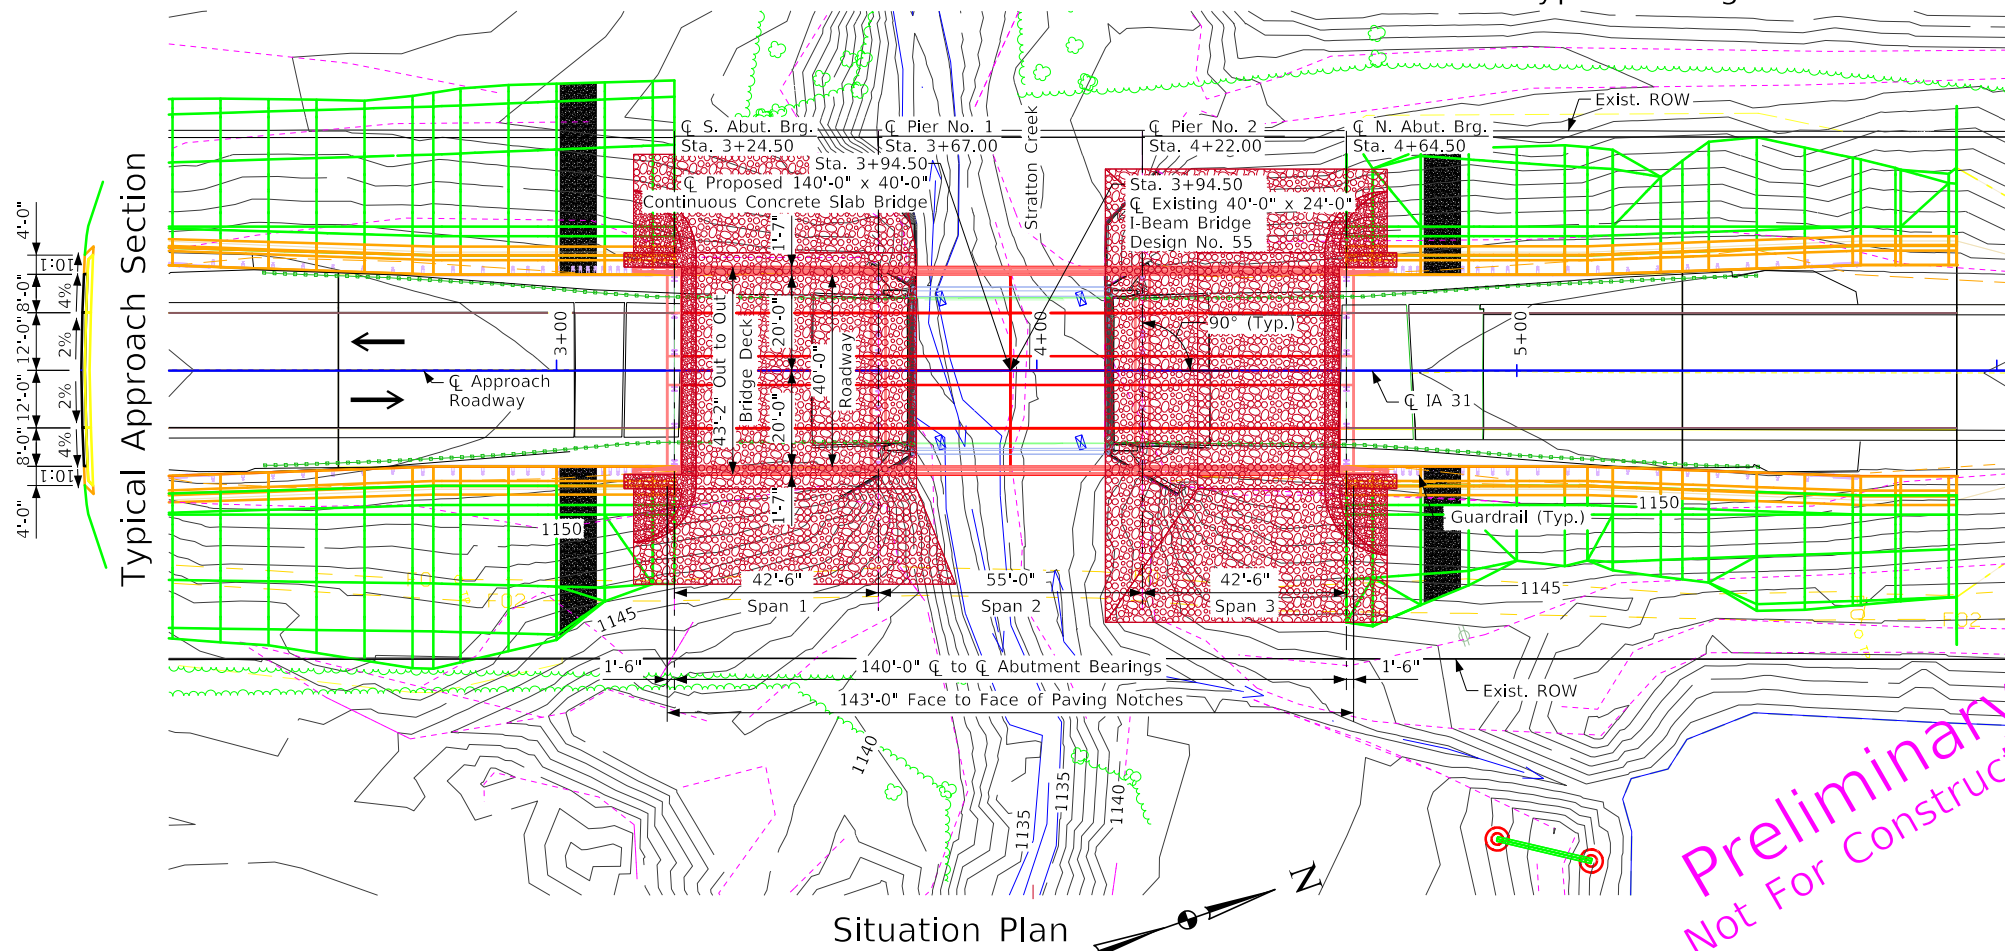 Exist. ROW
℄ S. Abut. Brg.
Sta. 3+24.50
℄ Pier No. 1
Sta. 3+67.00
℄ Pier No. 2
Sta. 4+22.00
℄ N. Abut. Brg.
Sta. 4+64.50
Sta. 3+94.50
℄ Proposed 140'-0" x 40'-0"
Continuous Concrete Slab Bridge
Stratton Creek
Sta. 3+94.50
℄ Existing 40'-0" x 24'-0"
I-Beam Bridge
Design No. 55
Typical Approach Section
4'-0"
10:1
8'-0"
4%
12'-0"
2%
12'-0"
2%
8'-0"
4%
10:1
4'-0"
℄ Approach
Roadway
3+00
4+00
5+00
43'-2" Out to Out
Bridge Deck
1'-7"
20'-0"
20'-0"
1'-7"
40'-0"
Roadway
90° (Typ.)
℄ IA 31
Guardrail (Typ.)
1150
1150
1145
1145
F02
F02
42'-6"
Span 1
55'-0"
Span 2
42'-6"
Span 3
1'-6"
140'-0" ℄ to ℄ Abutment Bearings
1'-6"
143'-0" Face to Face of Paving Notches
Exist. ROW
1140
1135
1135
1140
N
Situation Plan
Preliminary
Not For Construct